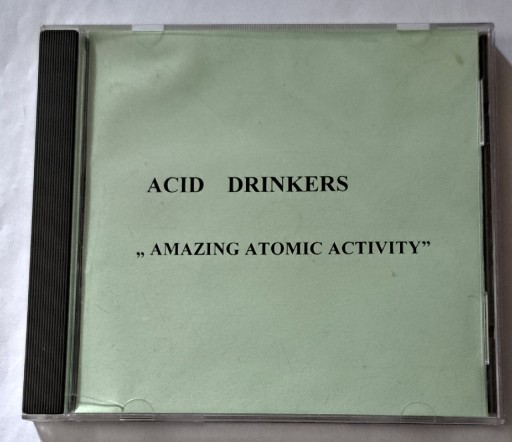 ACID DRINKERS
„ AMAZING ATOMIC ACTIVITY”